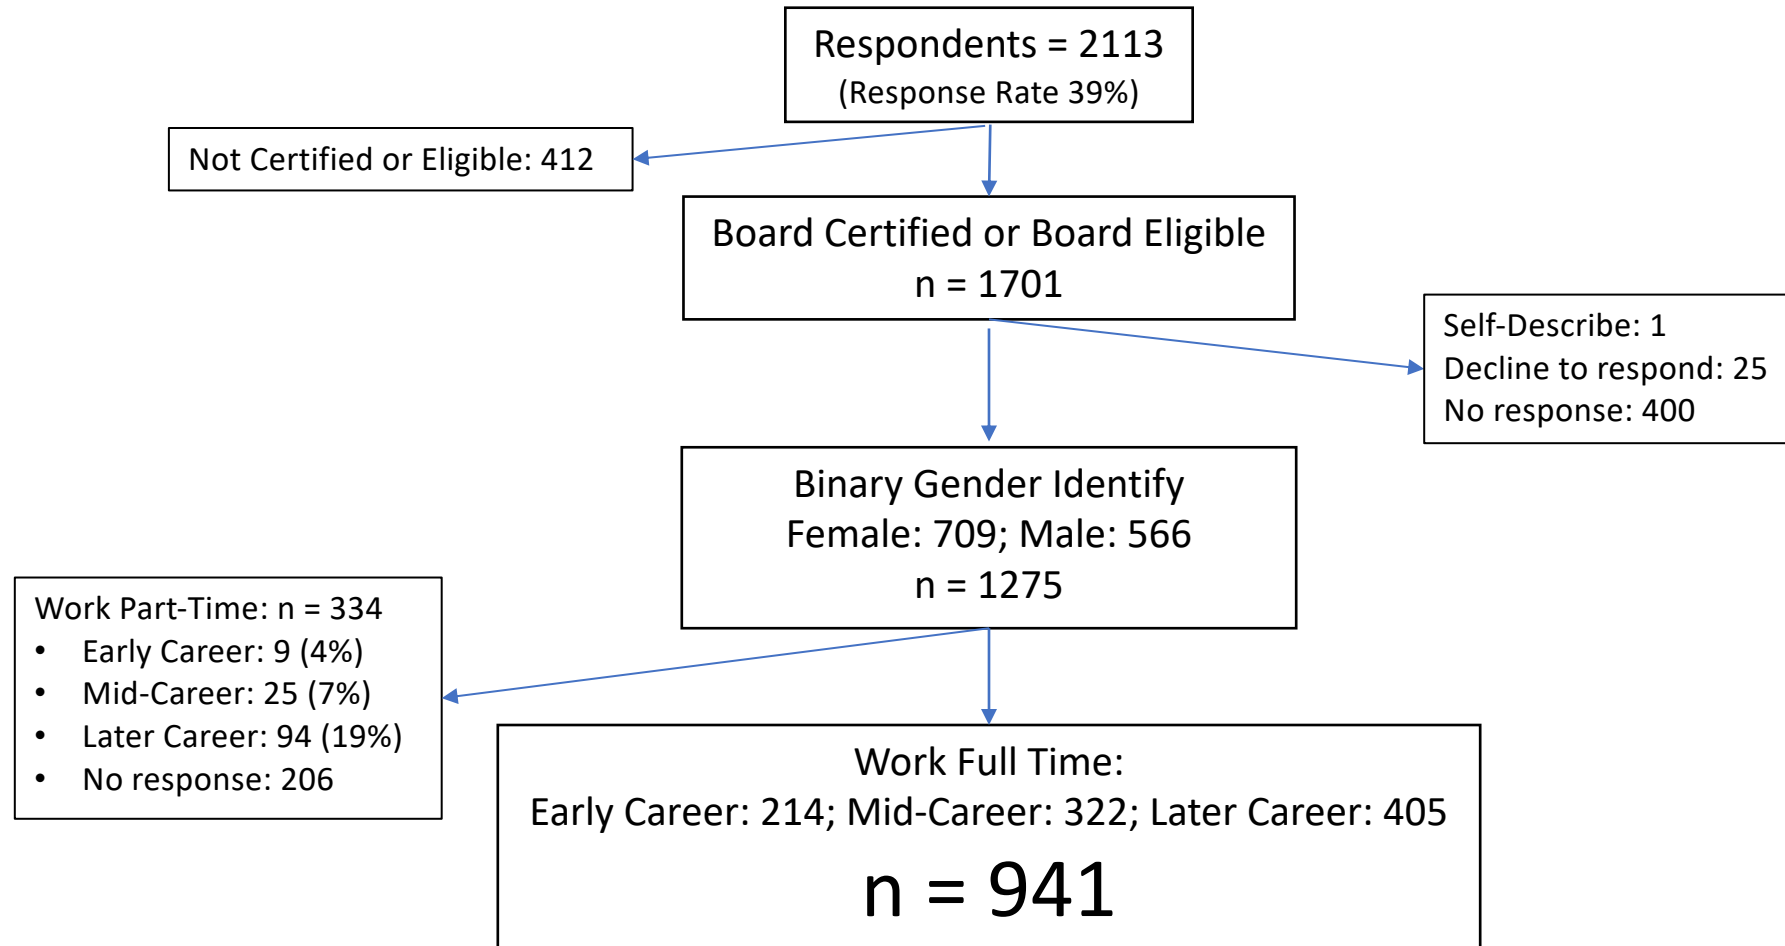 Respondents = 2113
(Response Rate 39%)
Not Certified or Eligible: 412
Board Certified or Board Eligible
n = 1701
Self-Describe: 1
Decline to respond: 25
No response: 400
Binary Gender Identify
Female: 709; Male: 566
n = 1275
Work Part-Time: n = 334
• Early Career: 9 (4%)
• Mid-Career: 25 (7%)
• Later Career: 94 (19%)
• No response: 206
Work Full Time:
Early Career: 214; Mid-Career: 322; Later Career: 405
n = 941